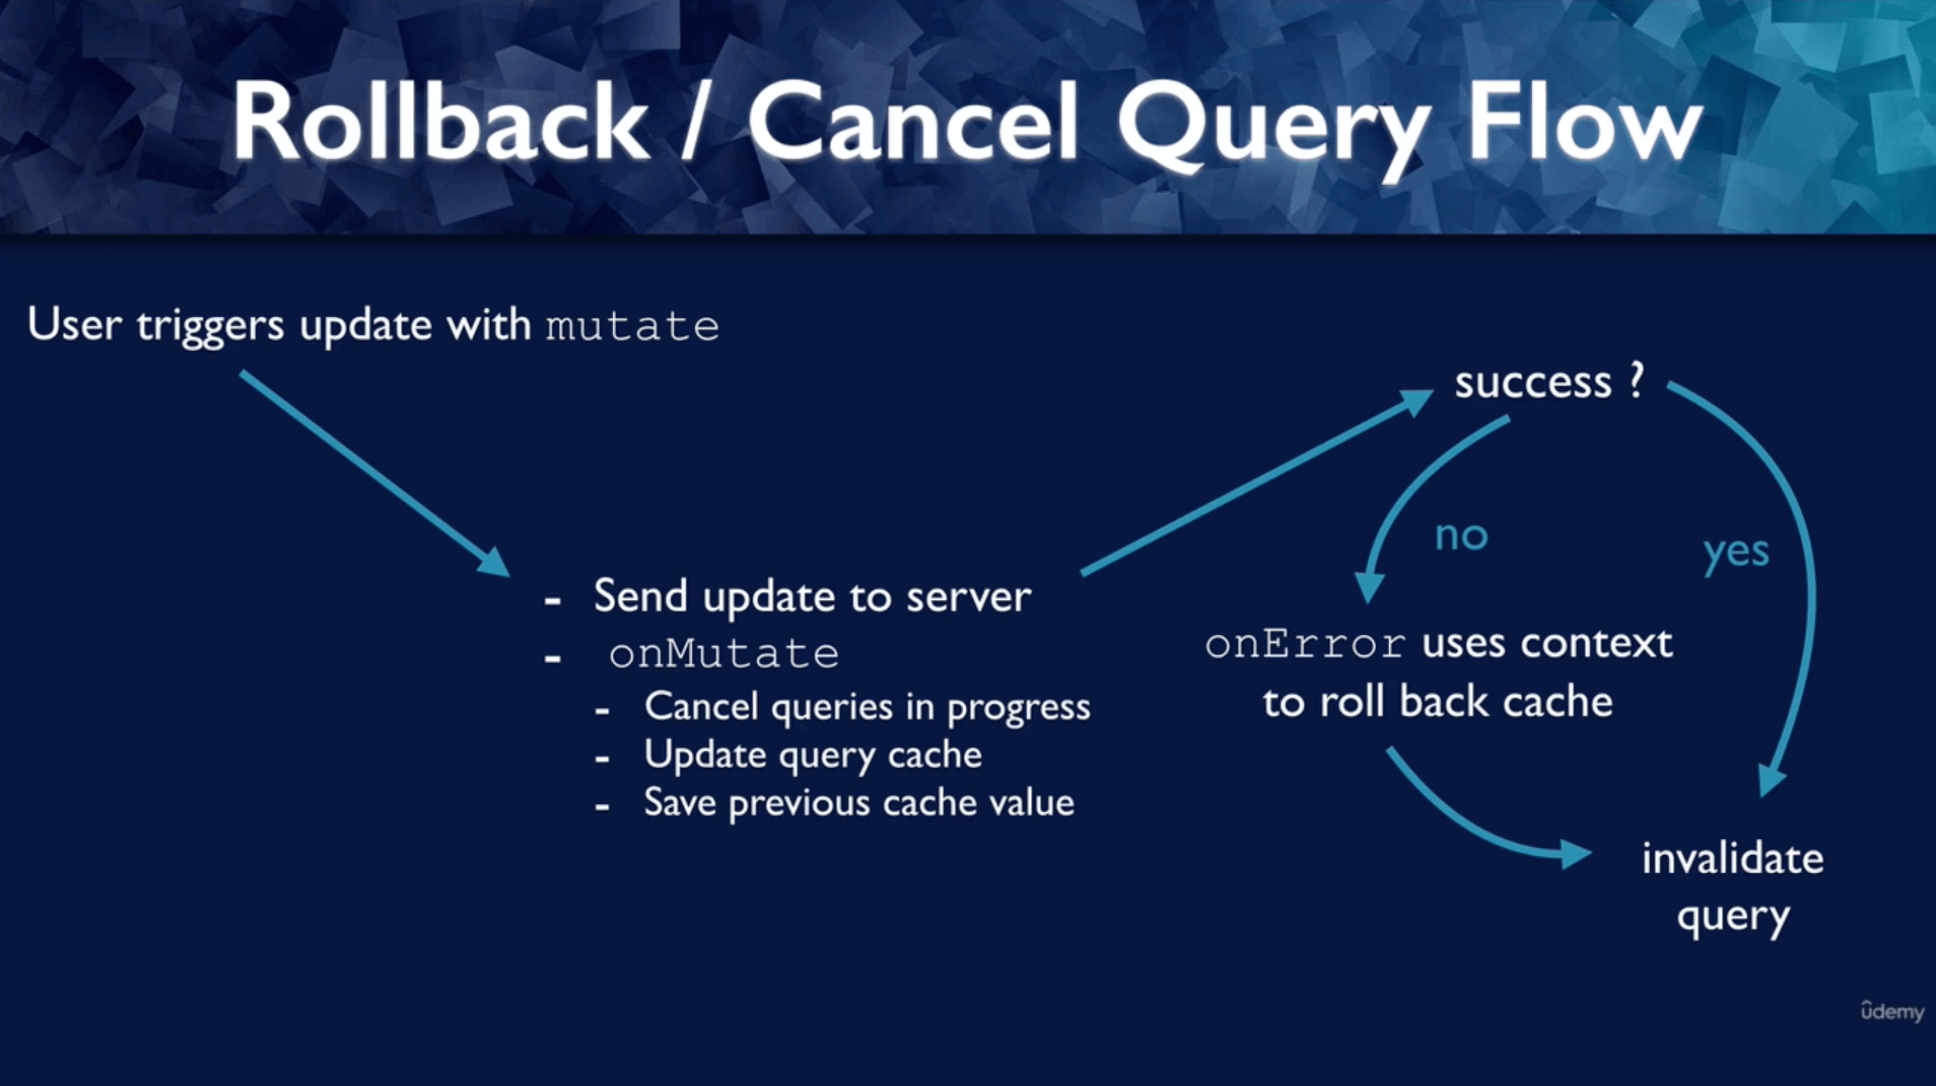 Rollback / Cancel Query Flow
User triggers update with mutate
- Send update to server
- onMutate
- Cancel queries in progress
- Update query cache
- Save previous cache value
success ?
no
yes
onError uses context
to roll back cache
invalidate
query
ûdemy